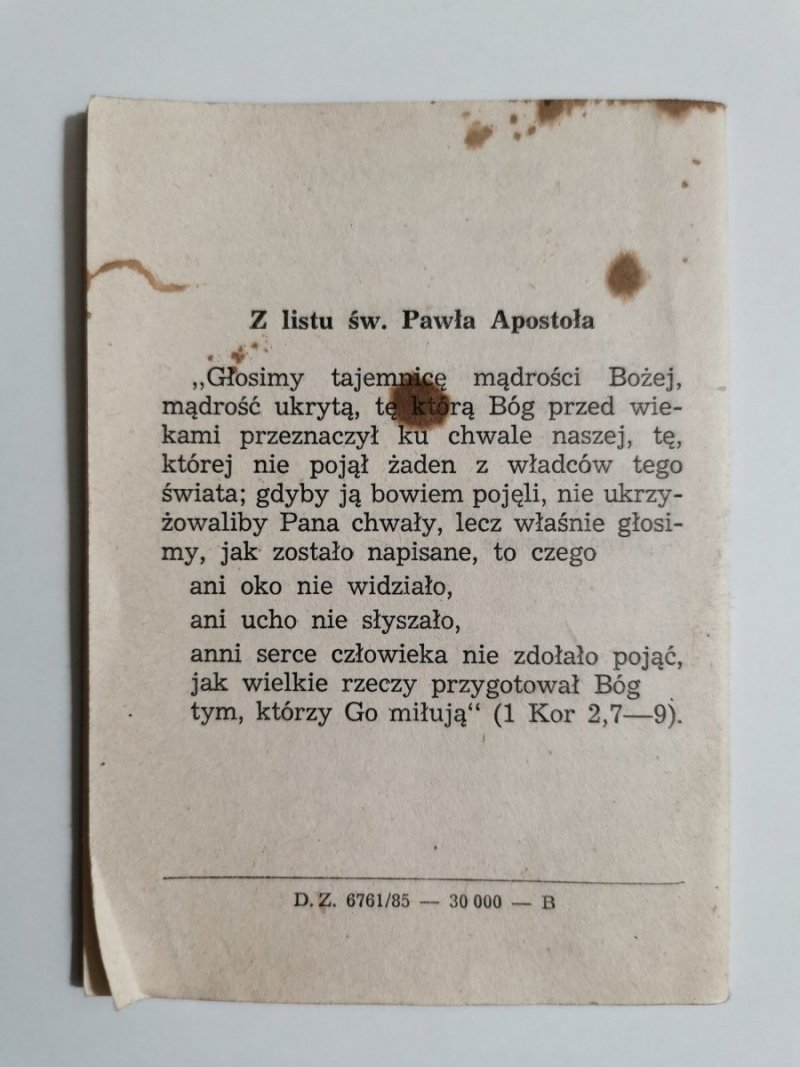 Z listu św. Pawła Apostoła
„Głosimy tajemnicę mądrości Bożej,
mądrość ukrytą, tę którą Bóg przed wie-
kami przeznaczył ku chwale naszej, tę,
której nie pojął żaden z władców tego
świata; gdyby ją bowiem pojęli, nie ukrzy-
żowaliby Pana chwały, lecz właśnie głosi-
my, jak zostało napisane, to czego
ani oko nie widziało,
ani ucho nie słyszało,
anni serce człowieka nie zdołało pojąć,
jak wielkie rzeczy przygotował Bóg
tym, którzy Go miłują“ (1 Kor 2,7—9).
D. Z. 6761/85 — 30 000 — B